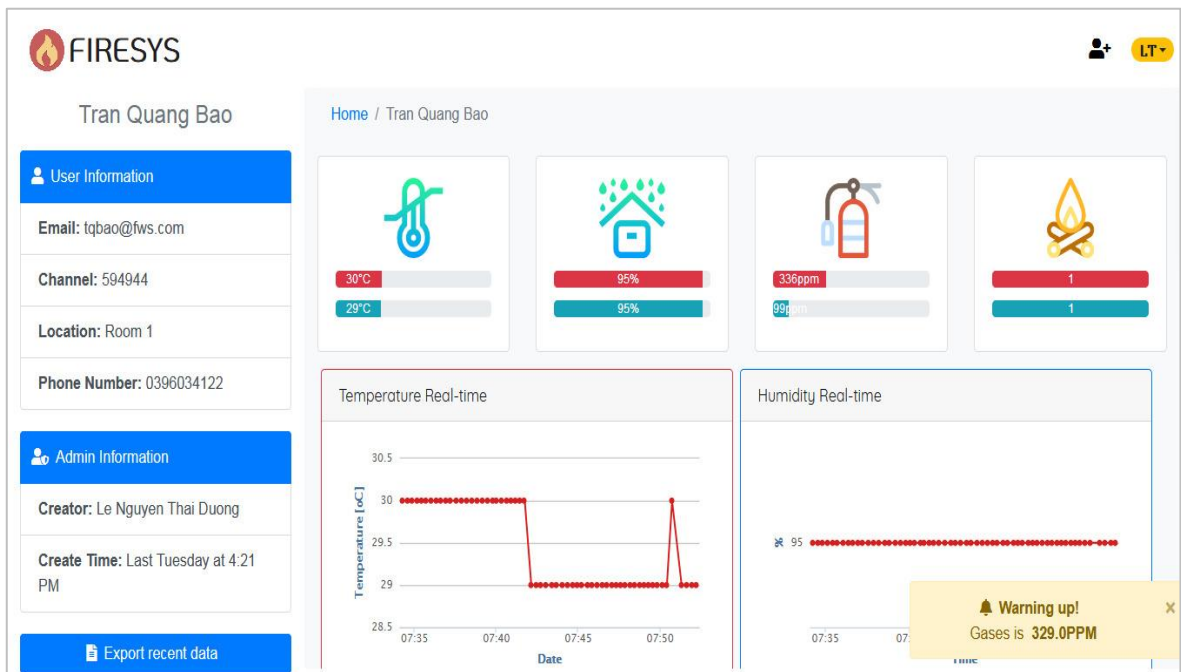 FIRESYS
LT
Tran Quang Bao
Home / Tran Quang Bao
User Information
Email: tqbao@fws.com
Channel: 594944
Location: Room 1
Phone Number: 0396034122
Admin Information
Creator: Le Nguyen Thai Duong
Create Time: Last Tuesday at 4:21
PM
Export recent data
30°C
29°C
95%
95%
336ppm
99ppm
1
1
Temperature Real-time
Temperature [oC]
30.5
30
29.5
29
28.5
07:35 07:40 07:45 07:50
Date
Humidity Real-time
%
95
07:35
Warning up!
×
Gases is 329.0PPM